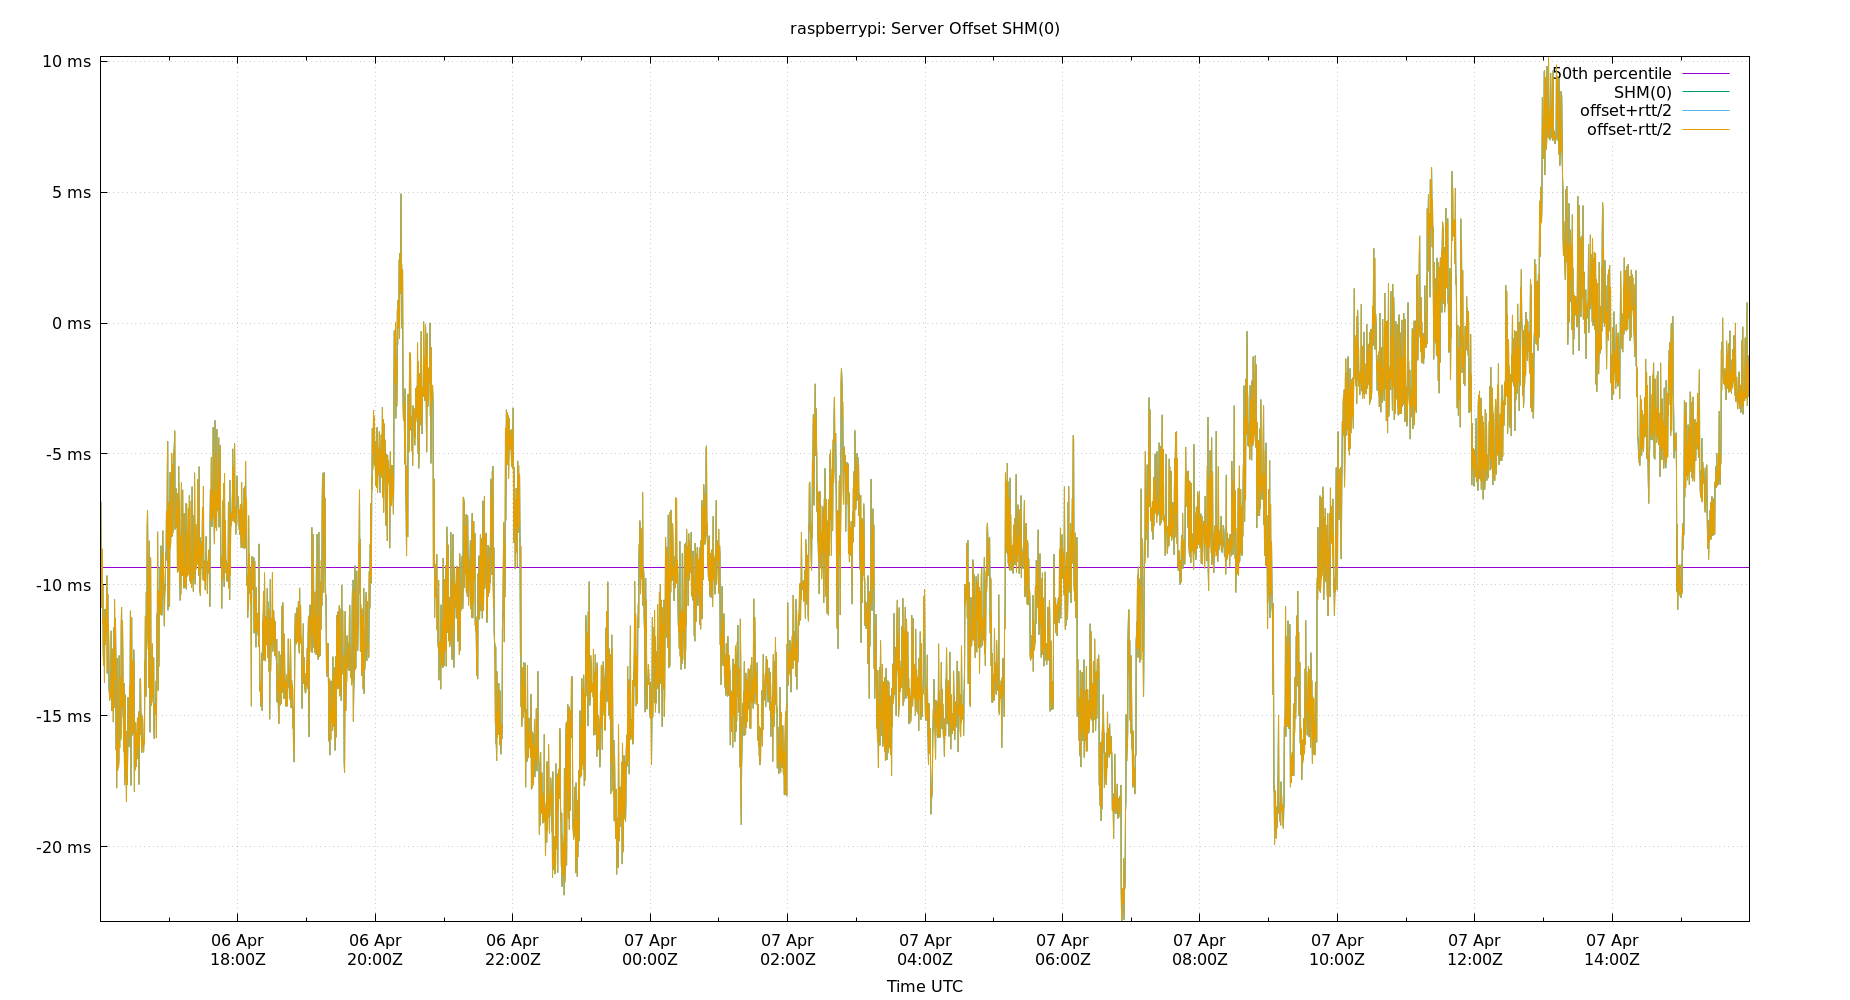 raspberrypi: Server Offset SHM(0)
10 ms
5 ms
0 ms
-5 ms
-10 ms
-15 ms
-20 ms
50th percentile
SHM(0)
offset+rtt/2
offset-rtt/2
06 Apr
18:00Z
06 Apr
20:00Z
06 Apr
22:00Z
07 Apr
00:00Z
07 Apr
02:00Z
07 Apr
04:00Z
07 Apr
06:00Z
07 Apr
08:00Z
07 Apr
10:00Z
07 Apr
12:00Z
07 Apr
14:00Z
Time UTC